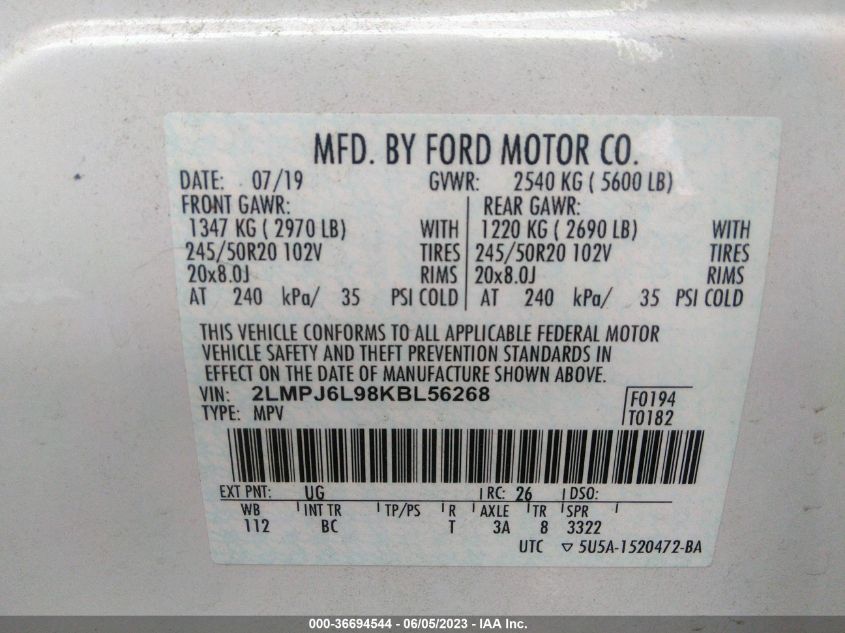 MFD. BY FORD MOTOR CO.
DATE: 07/19 GVWR: 2540 KG ( 5600 LB)
FRONT GAWR: REAR GAWR:
1347 KG ( 2970 LB) WITH 1220 KG ( 2690 LB) WITH
245/50R20 102V TIRES 245/50R20 102V TIRES
20x8.0J RIMS 20x8.0J RIMS
AT 240 kPa/ 35 PSI COLD AT 240 kPa/ 35 PSI COLD
THIS VEHICLE CONFORMS TO ALL APPLICABLE FEDERAL MOTOR
VEHICLE SAFETY AND THEFT PREVENTION STANDARDS IN
EFFECT ON THE DATE OF MANUFACTURE SHOWN ABOVE.
VIN: 2LMPJ6L98KBL56268 F0194
TYPE: MPV T0182
EXT PNT: UG RC: 26 DSO:
WB INT TR TP/PS R AXLE TR SPR
112 BC T 3A 8 3322
UTC ▽ 5U5A-1520472-BA
000-36694544 - 06/05/2023 - IAA Inc.